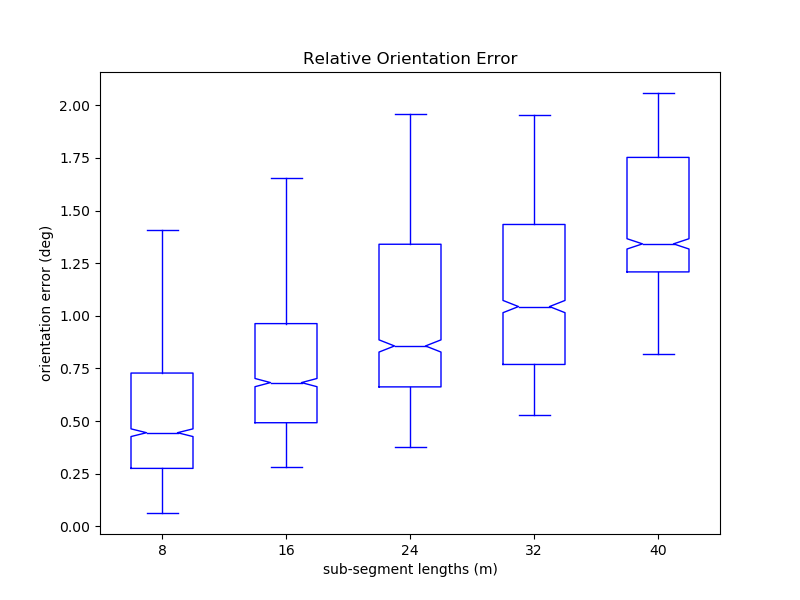 Relative Orientation Error
2.00
1.75
1.50
1.25
1.00
0.75
0.50
0.25
0.00
orientation error (deg)
8 16 24 32 40
sub-segment lengths (m)